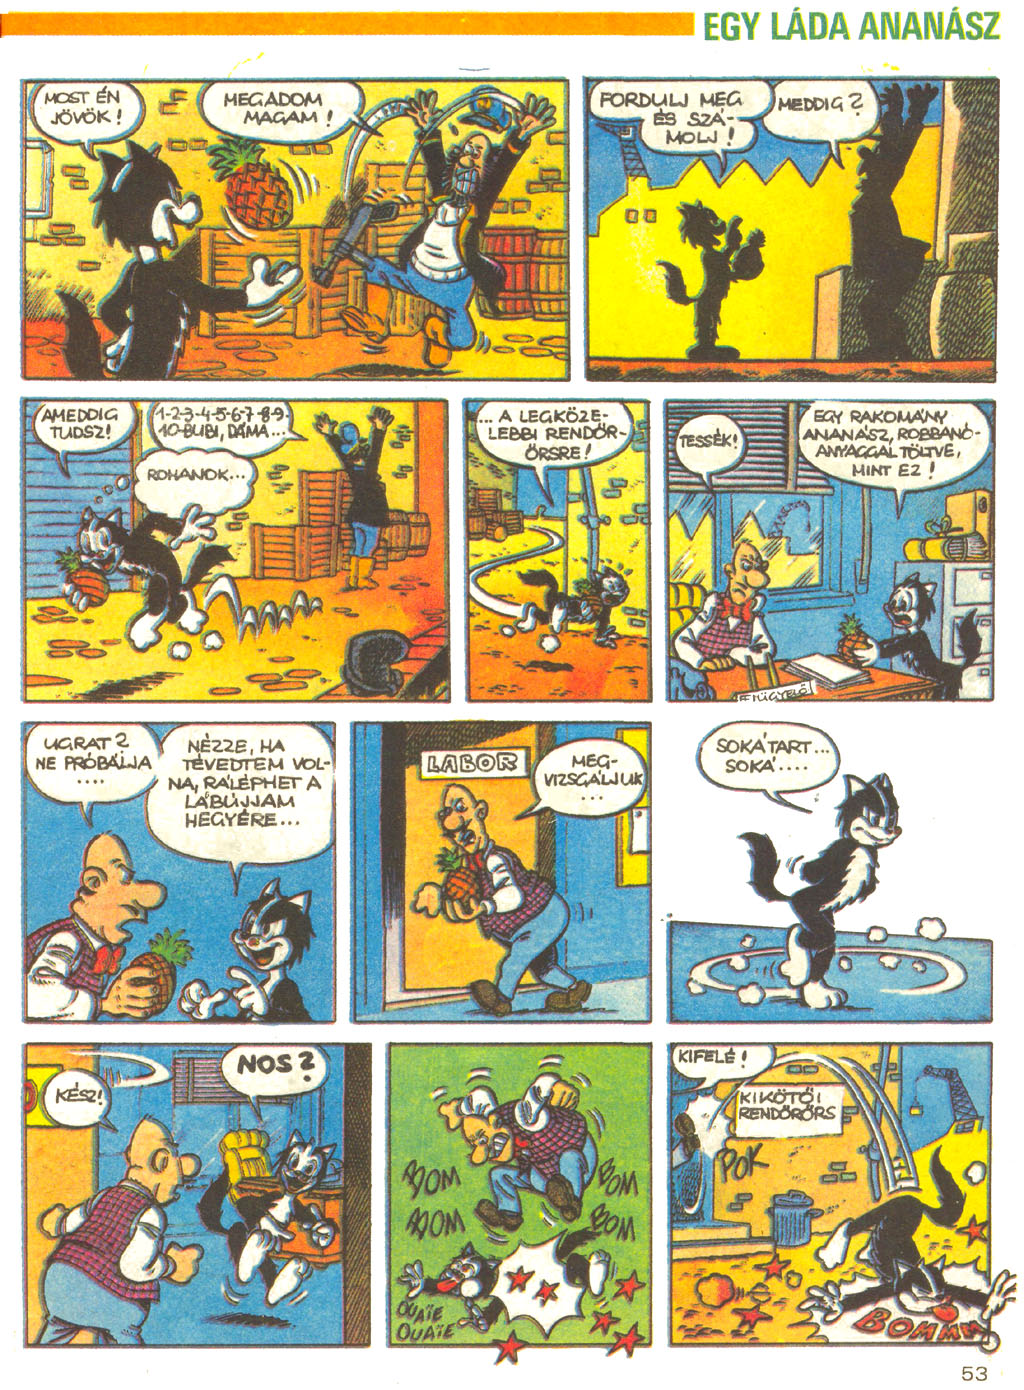 EGY LÁDA ANANÁSZ
MOST ÉN
JÖVÖK!
MEGADOM
MAGAM!
FORDULJ MEG
ÉS SZÁ-
MOLJ!
MEDDIG?
AMEDDIG
TUDSZ!
1-2-3-4-5-6-7-8-9-
10-BUBI, DÁMA...
ROHANOK...
...A LEGKÖZE-
LEBBI RENDŐR-
ŐRSRE!
TESSÉK!
EGY RAKOMÁNY
ANANÁSZ, ROBBANÓ-
ANYAGGAL TÖLTVE,
MINT EZ!
FELÜGYELŐ
UGRAT?
NE PRÓBÁLJA
....
NÉZZE, HA
TÉVEDTEM VOL-
NA, RÁLÉPHET A
LÁBUJJAM
HEGYÉRE...
LABOR
MEG-
VIZSGÁLJUK
...
SOKÁ TART...
SOKÁ....
KÉSZ!
NOS?
BOM
BOM
BOM
BOM
OUAÏE
OUAÏE
KIFELÉ!
KIKÖTŐI
RENDŐRŐRS
POK
BOMMM
53